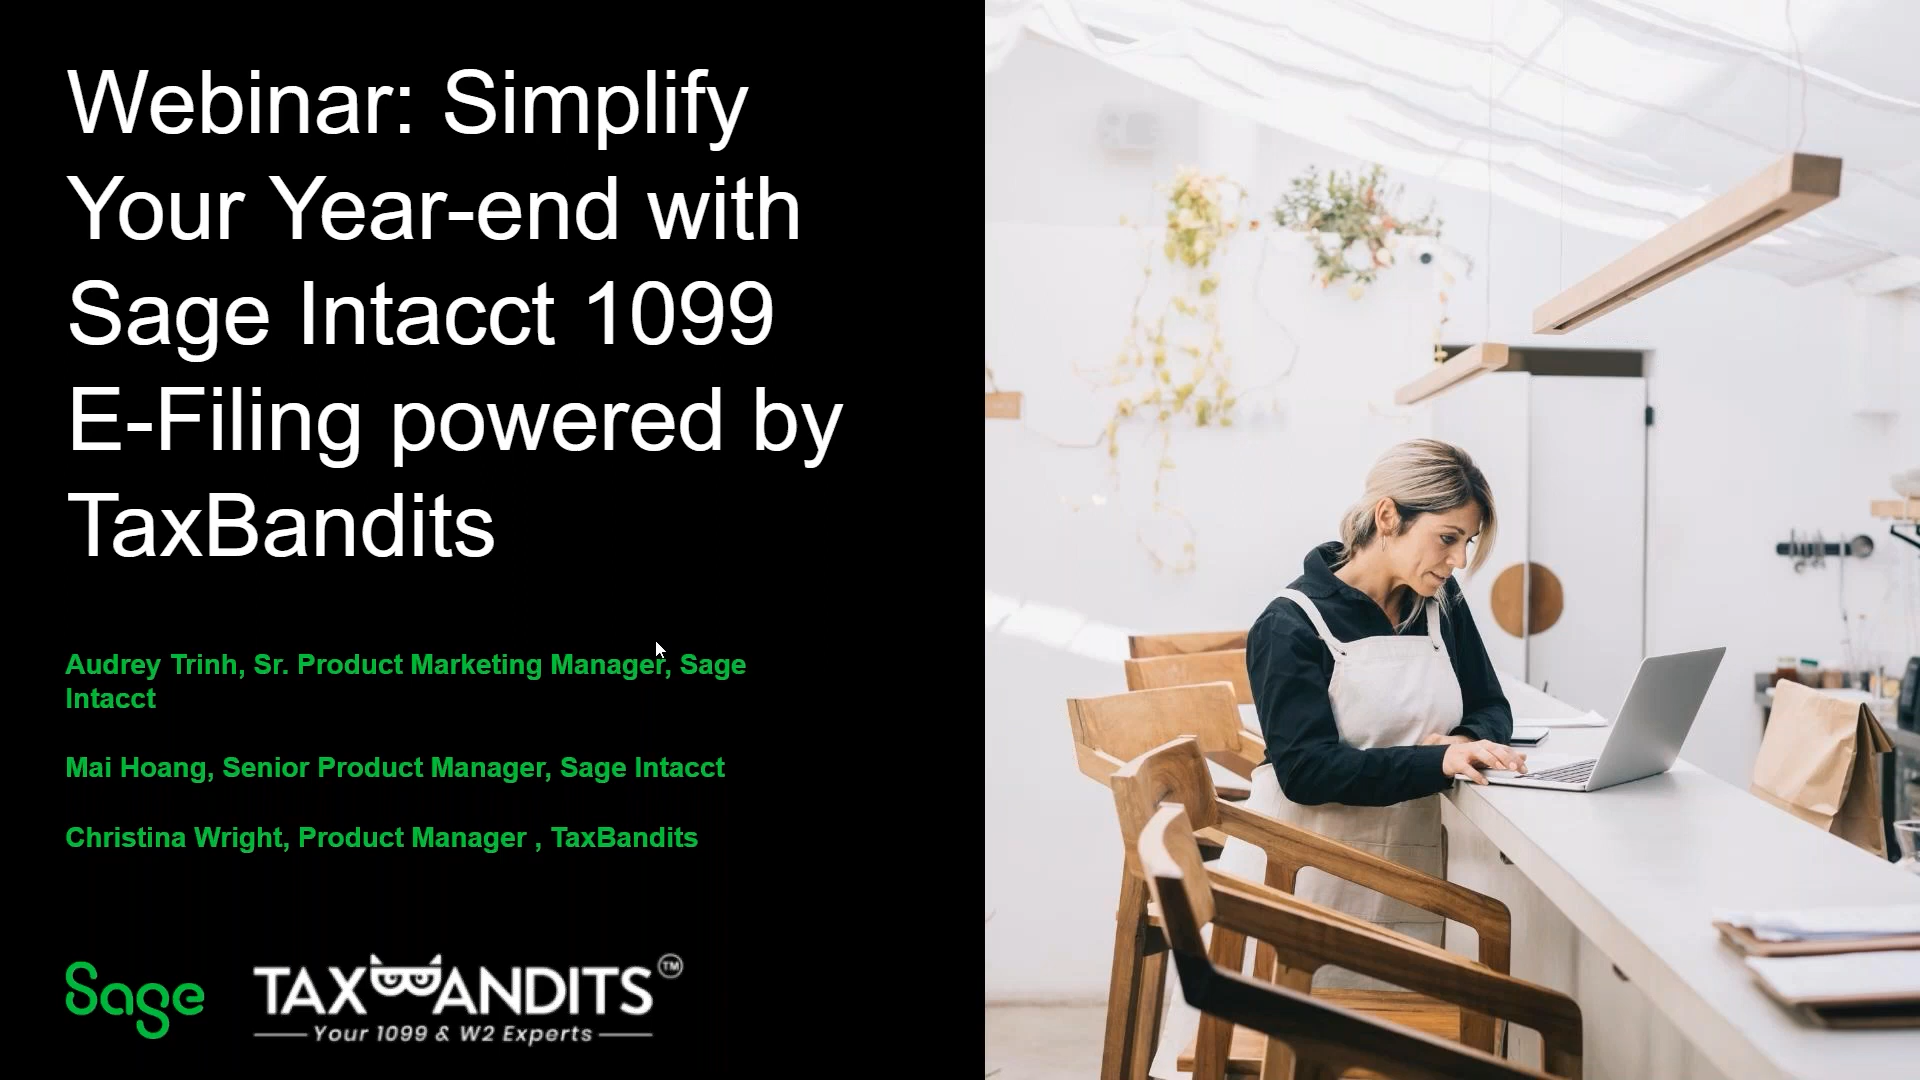 Webinar: Simplify
Your Year-end with
Sage Intacct 1099
E-Filing powered by
TaxBandits
Audrey Trinh, Sr. Product Marketing Manager, Sage
Intacct
Mai Hoang, Senior Product Manager, Sage Intacct
Christina Wright, Product Manager , TaxBandits
Sage
TAXBANDITS TM
Your 1099 & W2 Experts